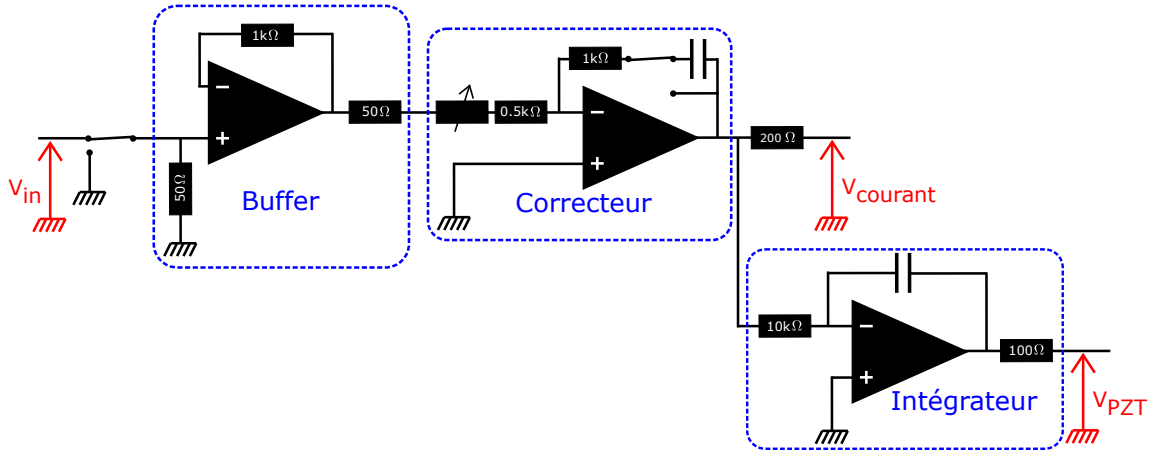 1kΩ
50Ω
50Ω
Buffer
V_in
0.5kΩ
1kΩ
Correcteur
200 Ω
V_courant
10kΩ
100Ω
Intégrateur
V_PZT